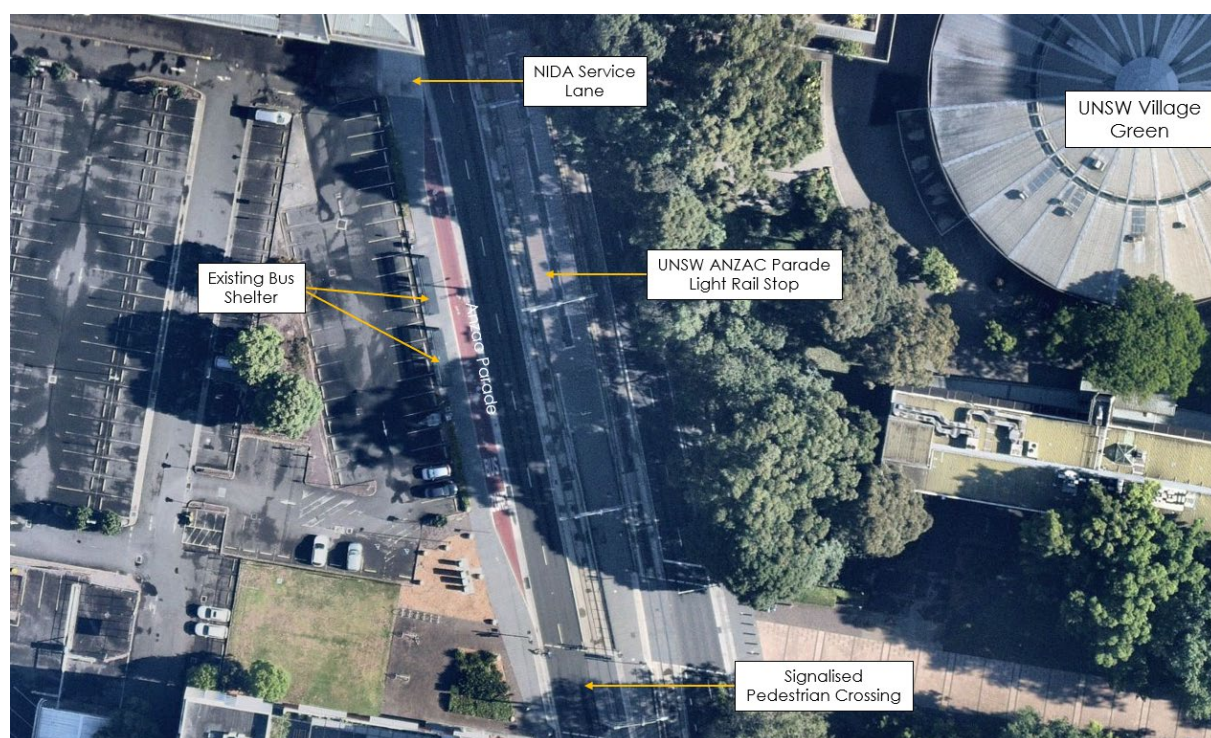 NIDA Service
Lane
UNSW Village
Green
Existing Bus
Shelter
UNSW ANZAC Parade
Light Rail Stop
Anzac Parade
Signalised
Pedestrian Crossing